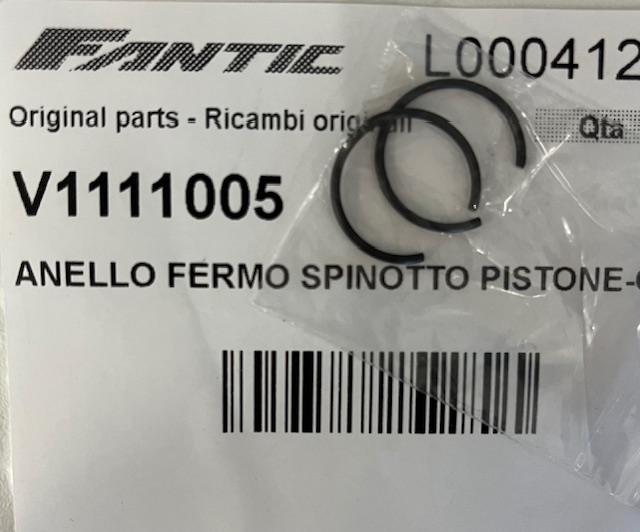 FANTIC
L000412
Original parts - Ricambi originali
Qta
V1111005
ANELLO FERMO SPINOTTO PISTONE-